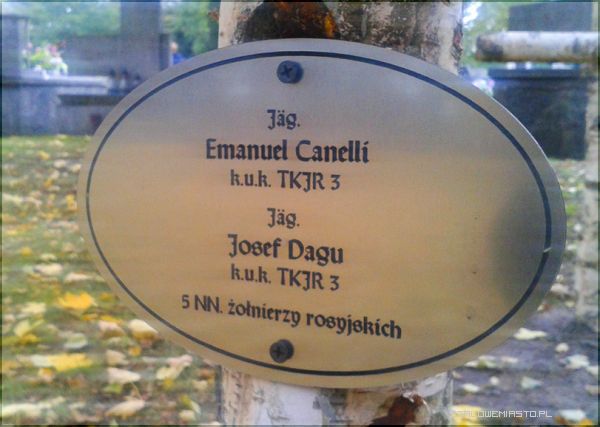 Jäg.
Emanuel Canelli
k.u.k. TKJR 3
Jäg.
Josef Dagu
k.u.k. TKJR 3
5 NN. żołnierzy rosyjskich